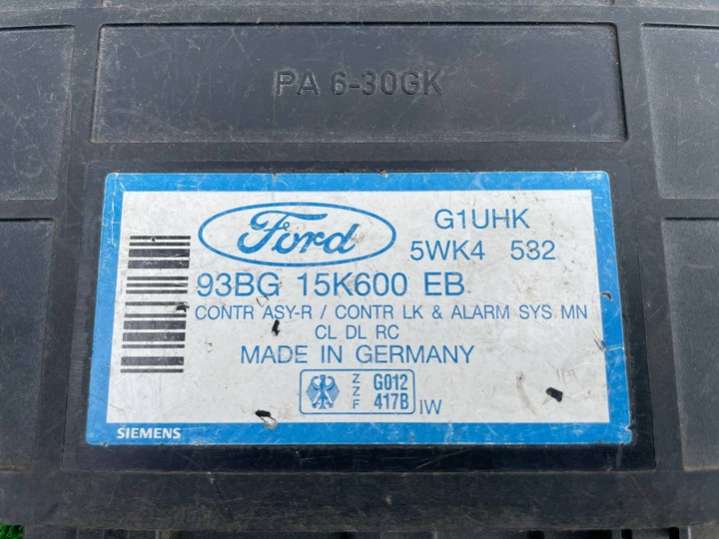 PA 6-30GK
Ford
G1UHK
5WK4 532
93BG 15K600 EB
CONTR ASY-R / CONTR LK & ALARM SYS MN
CL DL RC
MADE IN GERMANY
Z Z F
G012
417B
IW
SIEMENS